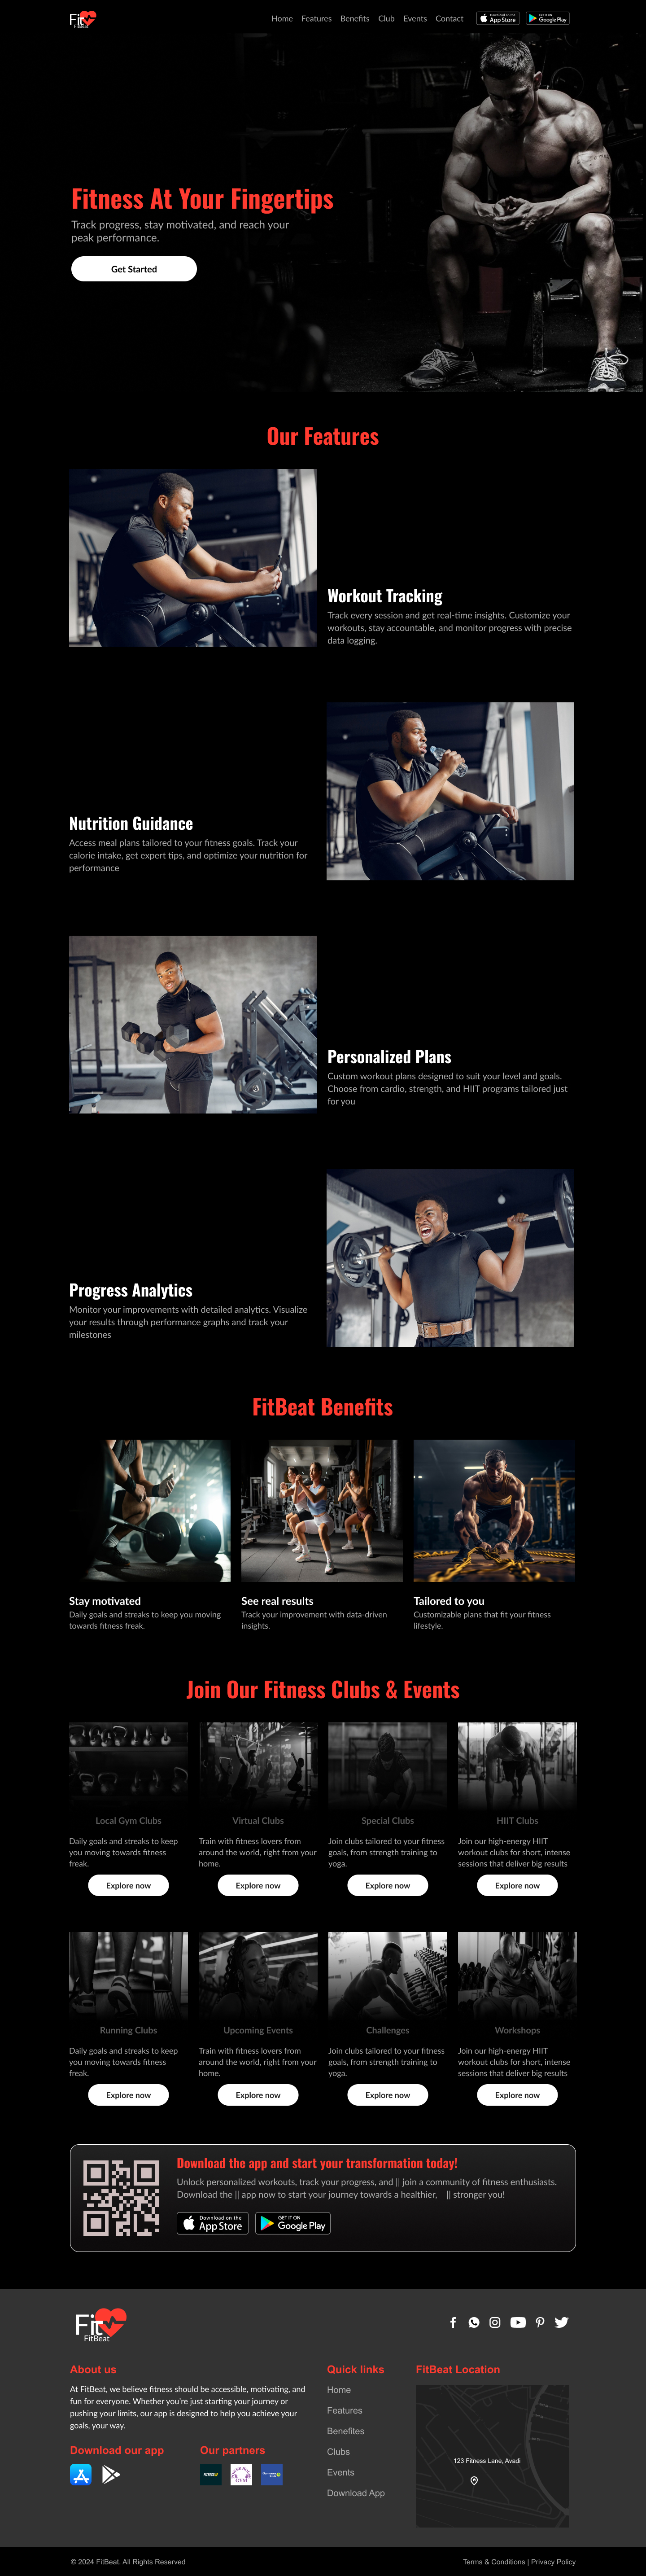 Fit
FitBeat
Home Features Benefits Club Events Contact
Download on the App Store
GET IT ON Google Play
Fitness At Your Fingertips
Track progress, stay motivated, and reach your
peak performance.
Get Started
Our Features
Workout Tracking
Track every session and get real-time insights. Customize your
workouts, stay accountable, and monitor progress with precise
data logging.
Nutrition Guidance
Access meal plans tailored to your fitness goals. Track your
calorie intake, get expert tips, and optimize your nutrition for
performance
Personalized Plans
Custom workout plans designed to suit your level and goals.
Choose from cardio, strength, and HIIT programs tailored just
for you
Progress Analytics
Monitor your improvements with detailed analytics. Visualize
your results through performance graphs and track your
milestones
FitBeat Benefits
Stay motivated
Daily goals and streaks to keep you moving
towards fitness freak.
See real results
Track your improvement with data-driven
insights.
Tailored to you
Customizable plans that fit your fitness
lifestyle.
Join Our Fitness Clubs & Events
Local Gym Clubs
Daily goals and streaks to keep
you moving towards fitness
freak.
Explore now
Virtual Clubs
Train with fitness lovers from
around the world, right from your
home.
Explore now
Special Clubs
Join clubs tailored to your fitness
goals, from strength training to
yoga.
Explore now
HIIT Clubs
Join our high-energy HIIT
workout clubs for short, intense
sessions that deliver big results
Explore now
Running Clubs
Daily goals and streaks to keep
you moving towards fitness
freak.
Explore now
Upcoming Events
Train with fitness lovers from
around the world, right from your
home.
Explore now
Challenges
Join clubs tailored to your fitness
goals, from strength training to
yoga.
Explore now
Workshops
Join our high-energy HIIT
workout clubs for short, intense
sessions that deliver big results
Explore now
Download the app and start your transformation today!
Unlock personalized workouts, track your progress, and || join a community of fitness enthusiasts.
Download the || app now to start your journey towards a healthier, || stronger you!
Download on the
App Store
GET IT ON
Google Play
Fit
FitBeat
About us
At FitBeat, we believe fitness should be accessible, motivating, and
fun for everyone. Whether you're just starting your journey or
pushing your limits, our app is designed to help you achieve your
goals, your way.
Download our app
Our partners
GYM
Quick links
Home
Features
Benefites
Clubs
Events
Download App
FitBeat Location
123 Fitness Lane, Avadi
© 2024 FitBeat. All Rights Reserved
Terms & Conditions | Privacy Policy